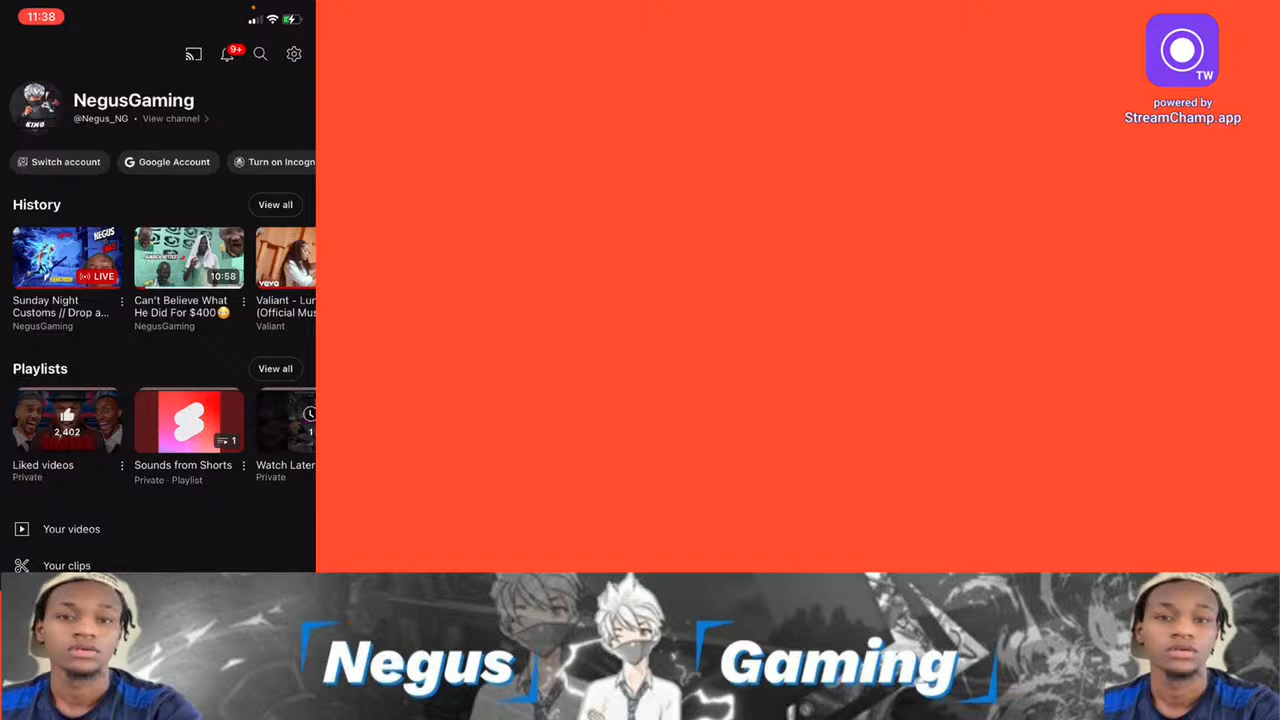 11:38
9+
NegusGaming
@Negus_NG • View channel
Switch account
Google Account
Turn on Incogn
History
View all
NEGUS
LIVE
10:58
vevo
Sunday Night
Customs // Drop a...
NegusGaming
Can't Believe What
He Did For $400
NegusGaming
Valiant - Lu
(Official Mus
Valiant
Playlists
View all
2,402
1
1
Liked videos
Private
Sounds from Shorts
Private · Playlist
Watch Later
Private
Your videos
Your clips
TW
powered by
StreamChamp.app
Negus
Gaming